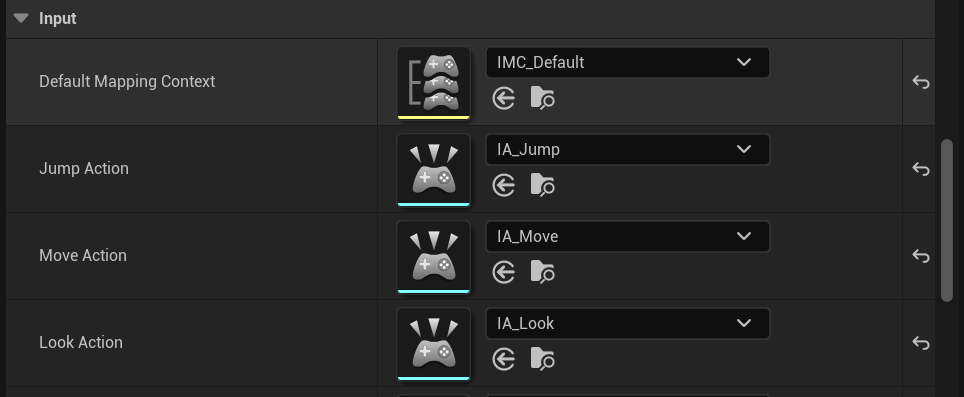 Input
Default Mapping Context
IMC_Default
Jump Action
IA_Jump
Move Action
IA_Move
Look Action
IA_Look